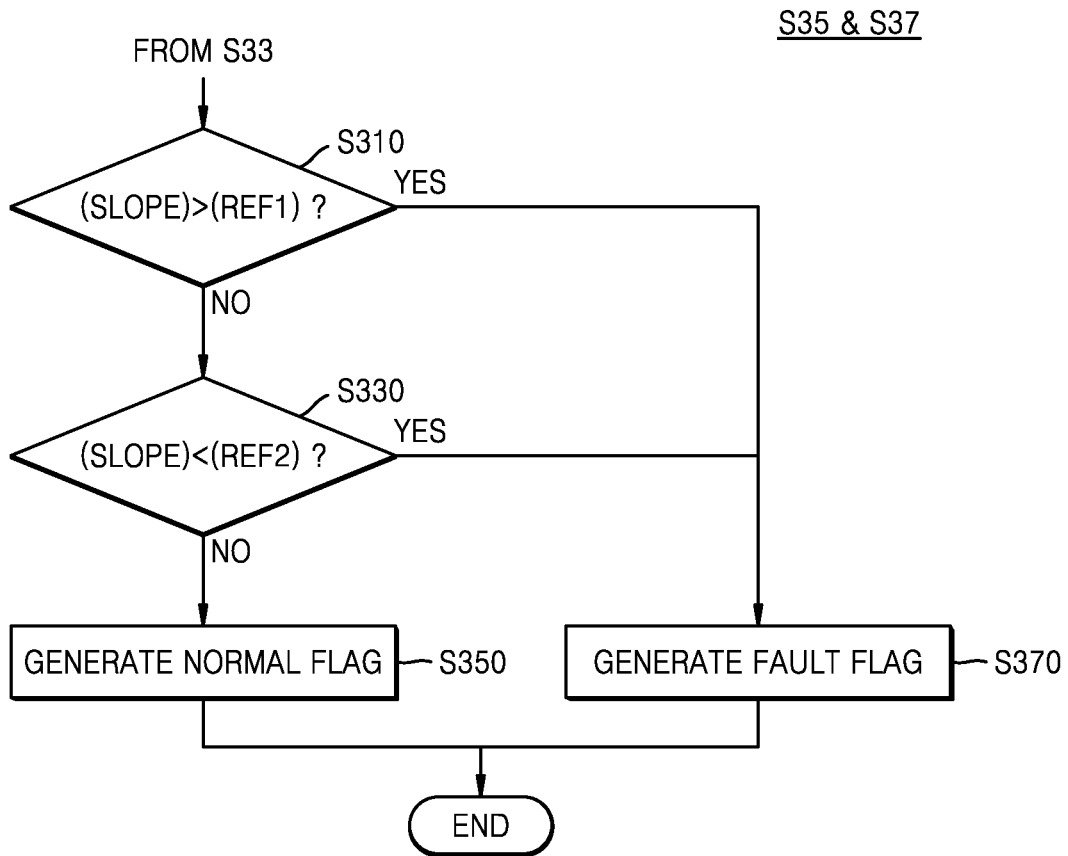 S35 & S37
FROM S33
S310
(SLOPE)>(REF1) ?
YES
NO
S330
(SLOPE)<(REF2) ?
YES
NO
GENERATE NORMAL FLAG
S350
GENERATE FAULT FLAG
S370
END